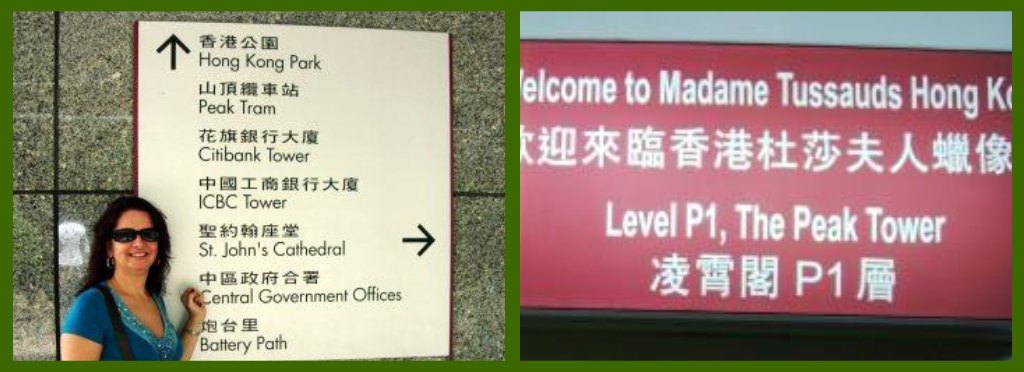 香港公園
Hong Kong Park
山頂纜車站
Peak Tram
花旗銀行大廈
Citibank Tower
中國工商銀行大廈
ICBC Tower
聖約翰座堂
St. John's Cathedral
中區政府合署
Central Government Offices
炮台里
Battery Path
elcome to Madame Tussauds Hong Ko
歡迎來臨香港杜莎夫人蠟像
Level P1, The Peak Tower
凌霄閣 P1層